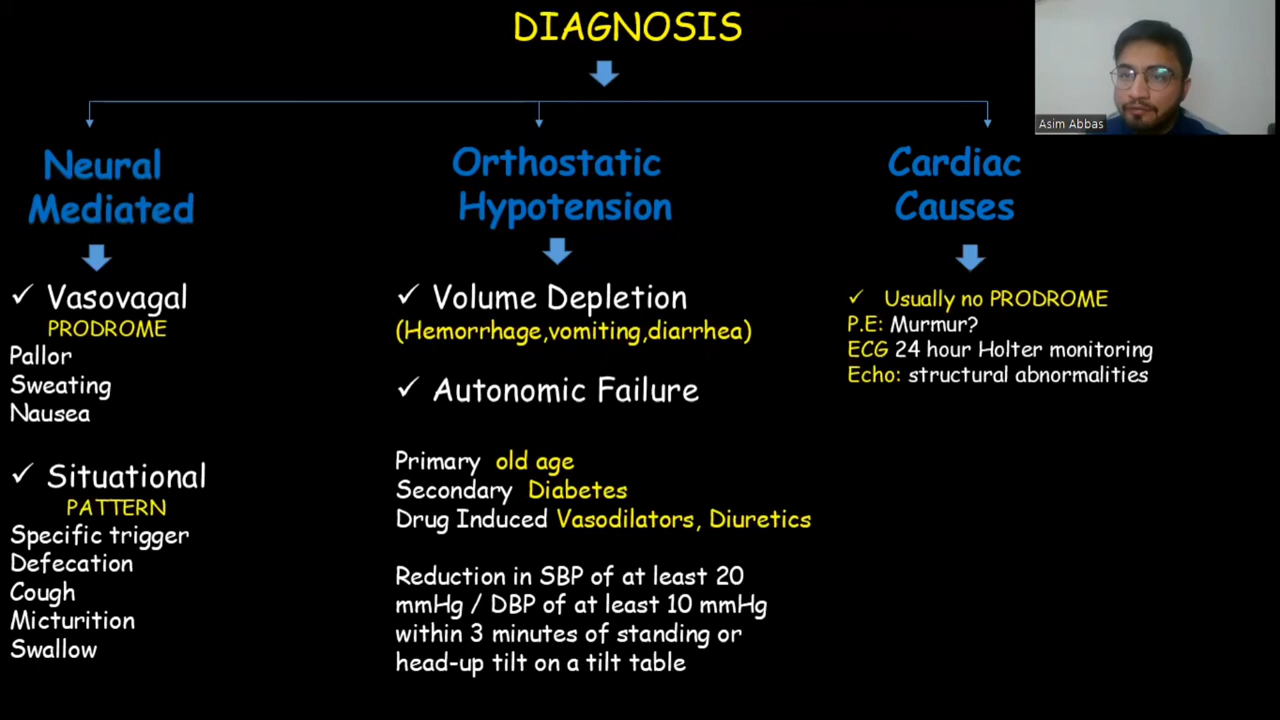 DIAGNOSIS
Asim Abbas
Neural
Mediated
✓ Vasovagal
PRODROME
Pallor
Sweating
Nausea
✓ Situational
PATTERN
Specific trigger
Defecation
Cough
Micturition
Swallow
Orthostatic
Hypotension
✓ Volume Depletion
(Hemorrhage,vomiting,diarrhea)
✓ Autonomic Failure
Primary old age
Secondary Diabetes
Drug Induced Vasodilators, Diuretics
Reduction in SBP of at least 20
mmHg / DBP of at least 10 mmHg
within 3 minutes of standing or
head-up tilt on a tilt table
Cardiac
Causes
✓ Usually no PRODROME
P.E: Murmur?
ECG 24 hour Holter monitoring
Echo: structural abnormalities